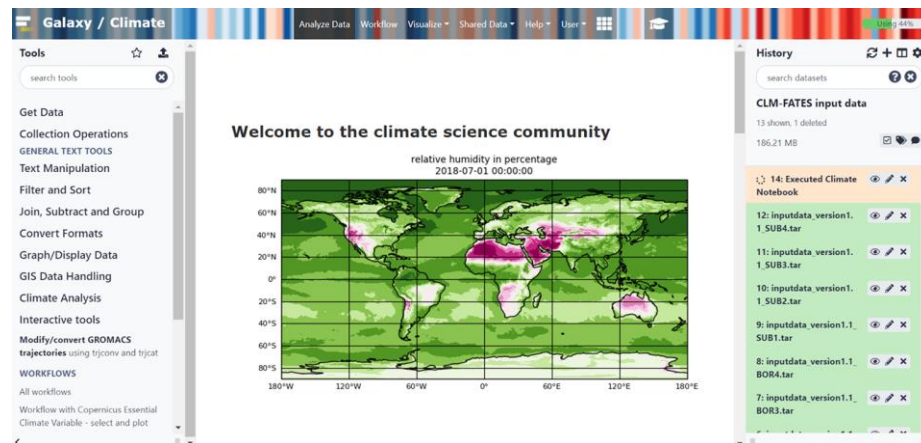 Galaxy / Climate
Analyze Data Workflow Visualize Shared Data Help User
Using 44%
Tools
search tools
Get Data
Collection Operations
GENERAL TEXT TOOLS
Text Manipulation
Filter and Sort
Join, Subtract and Group
Convert Formats
Graph/Display Data
GIS Data Handling
Climate Analysis
Interactive tools
Modify/convert GROMACS
trajectories using trjconv and trjcat
WORKFLOWS
All workflows
Workflow with Copernicus Essential
Climate Variable - select and plot
Welcome to the climate science community
relative humidity in percentage
2018-07-01 00:00:00
80°N
60°N
40°N
20°N
0°
20°S
40°S
60°S
80°S
180°W 120°W 60°W 0° 60°E 120°E 180°E
History
search datasets
CLM-FATES input data
13 shown, 1 deleted
186.21 MB
14: Executed Climate
Notebook
12: inputdata_version1.
1_SUB4.tar
11: inputdata_version1.
1_SUB3.tar
10: inputdata_version1.
1_SUB2.tar
9: inputdata_version1.1_
SUB1.tar
8: inputdata_version1.1_
BOR4.tar
7: inputdata_version1.1_
BOR3.tar